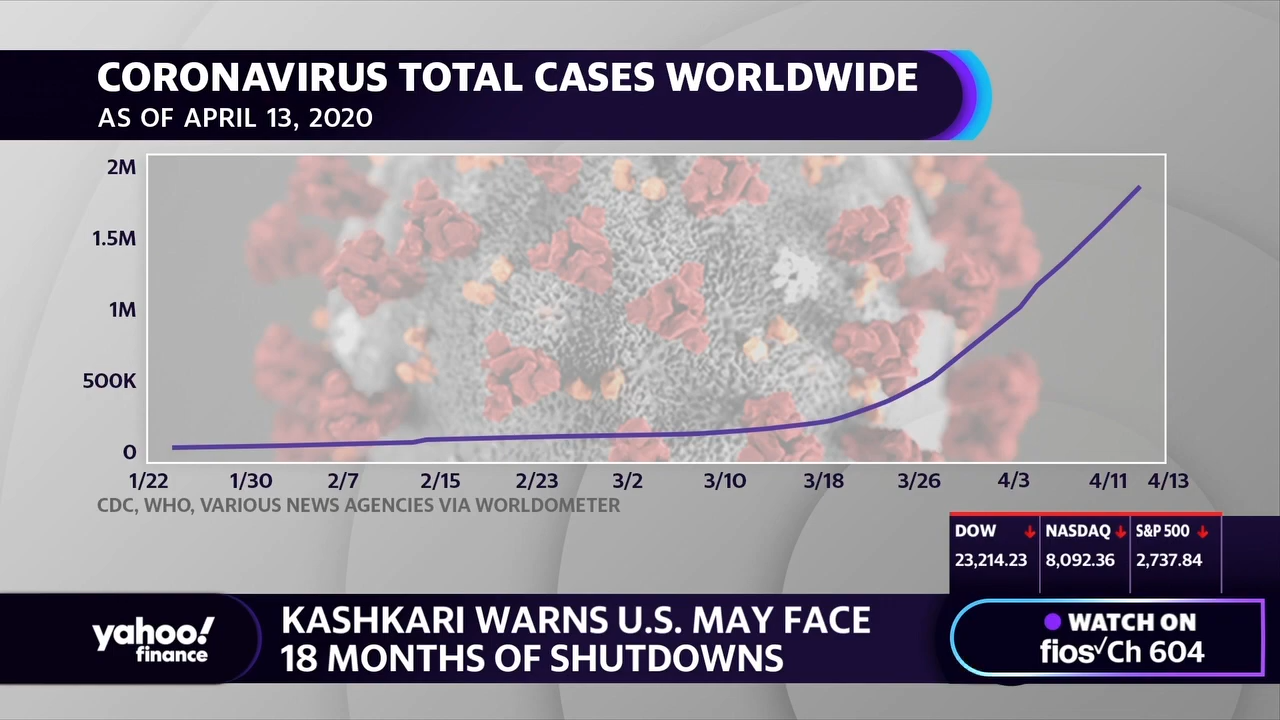 CORONAVIRUS TOTAL CASES WORLDWIDE
AS OF APRIL 13, 2020
2M
1.5M
1M
500K
0
1/22 1/30 2/7 2/15 2/23 3/2 3/10 3/18 3/26 4/3 4/11 4/13
CDC, WHO, VARIOUS NEWS AGENCIES VIA WORLDOMETER
DOW NASDAQ S&P 500
23,214.23 8,092.36 2,737.84
yahoo!
finance
KASHKARI WARNS U.S. MAY FACE
18 MONTHS OF SHUTDOWNS
WATCH ON
fios✓Ch 604